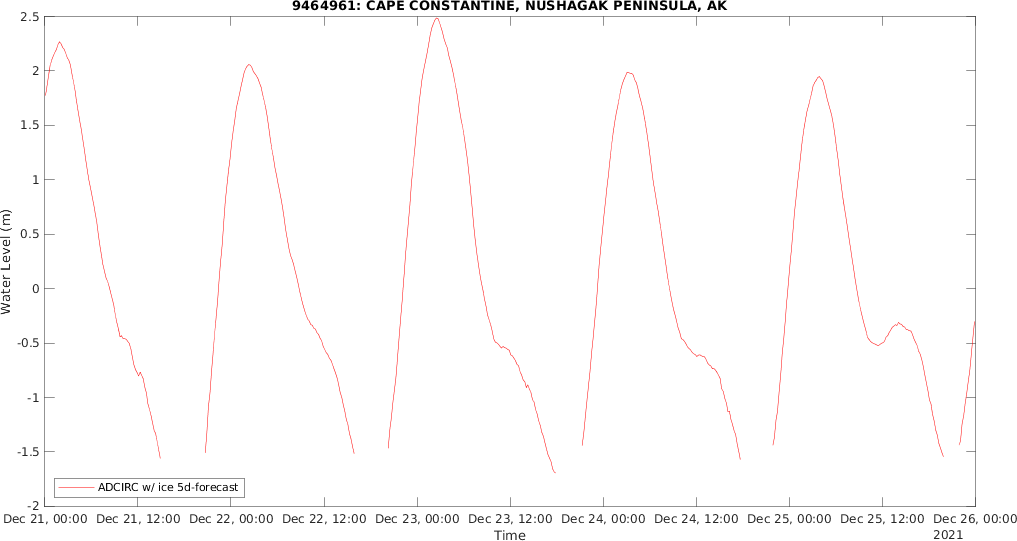 9464961: CAPE CONSTANTINE, NUSHAGAK PENINSULA, AK
2.5
2
1.5
1
0.5
0
-0.5
-1
-1.5
-2
Water Level (m)
ADCIRC w/ ice 5d-forecast
Dec 21, 00:00 Dec 21, 12:00 Dec 22, 00:00 Dec 22, 12:00 Dec 23, 00:00 Dec 23, 12:00 Dec 24, 00:00 Dec 24, 12:00 Dec 25, 00:00 Dec 25, 12:00 Dec 26, 00:00
Time
2021